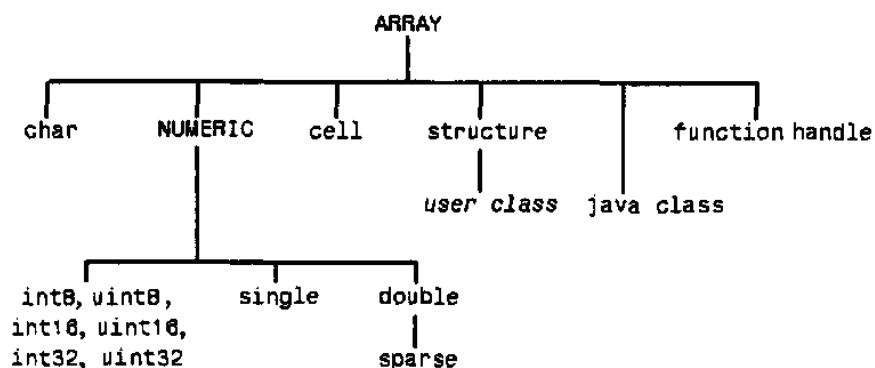 ARRAY
char NUMERIC cell structure function handle
user class java class
int8, uint8, single double
int16, uint16,
int32, uint32 sparse